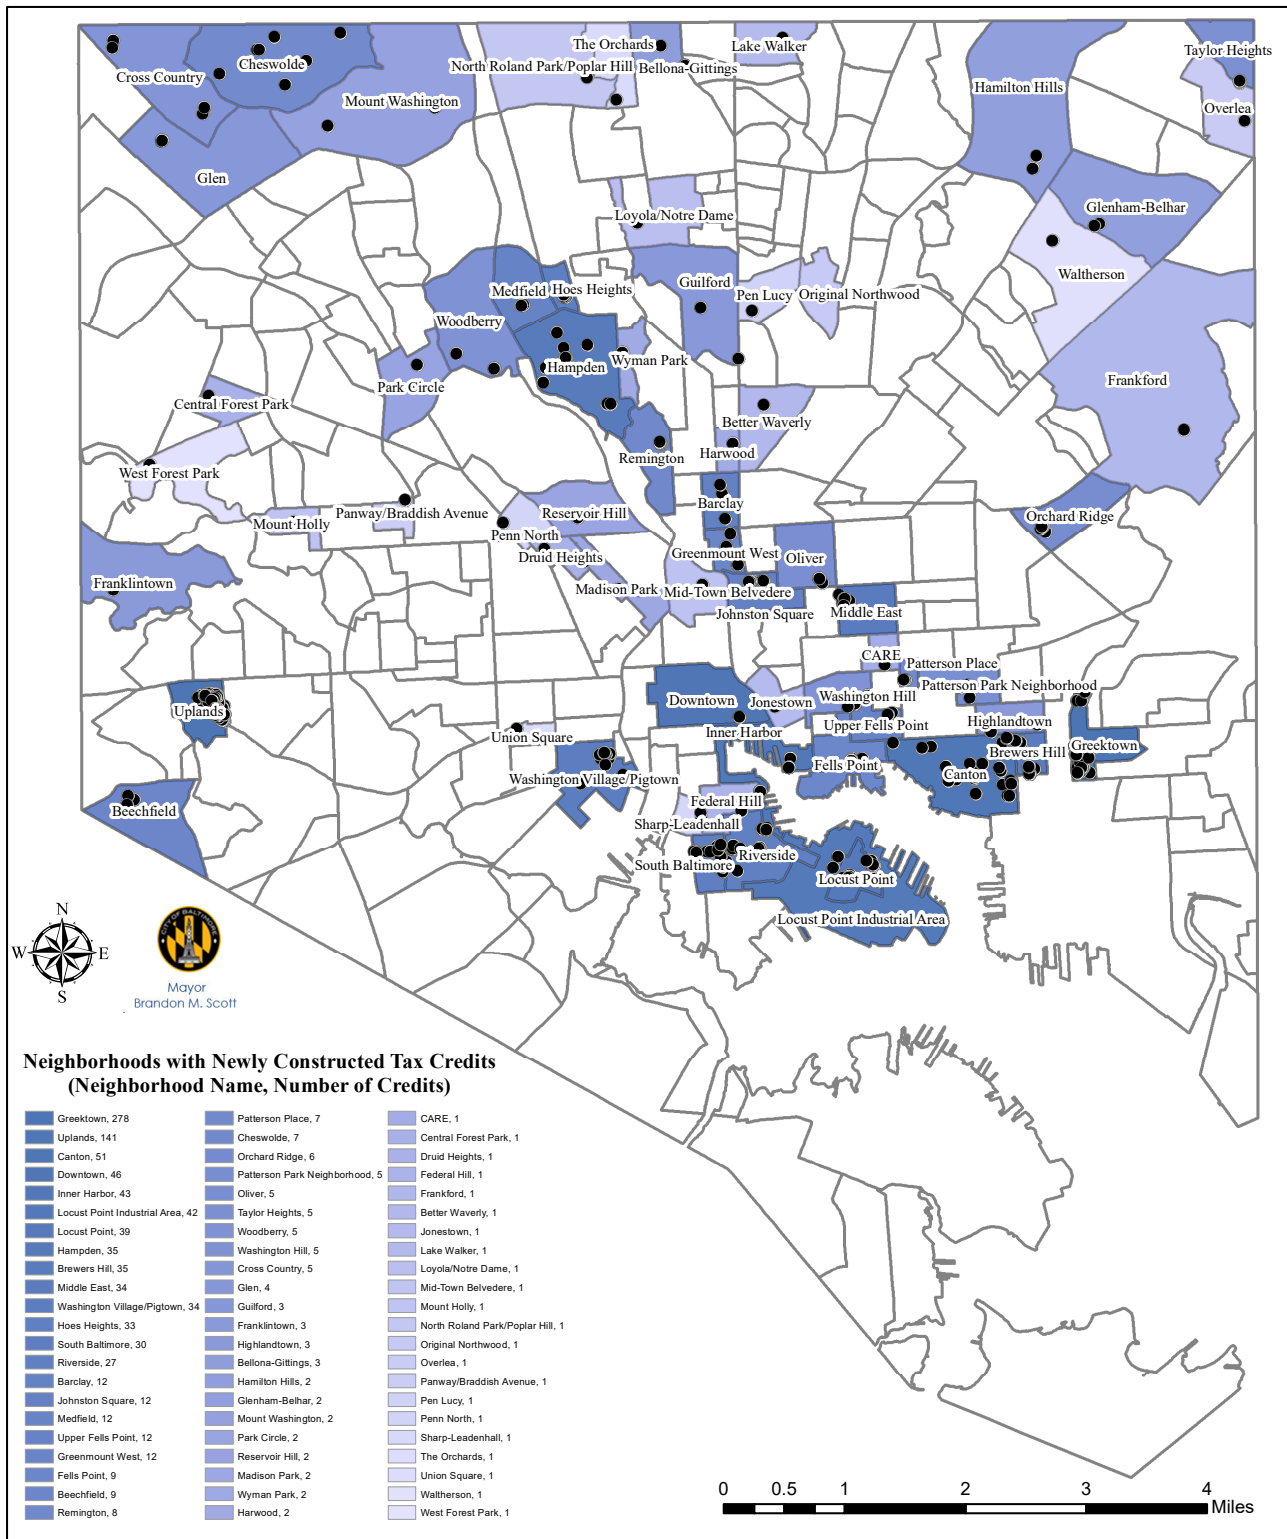 The Orchards
Lake Walker
Taylor Heights
Cross Country
Cheswolde
North Roland Park/Poplar Hill
Bellona-Gittings
Mount Washington
Hamilton Hills
Overlea
Glen
Loyola/Notre Dame
Glenham-Belhar
Waltherson
Medfield
Hoes Heights
Guilford
Pen Lucy
Original Northwood
Woodberry
Wyman Park
Hampden
Park Circle
Frankford
Central Forest Park
Better Waverly
Harwood
Remington
West Forest Park
Barclay
Panway/Braddish Avenue
Reservoir Hill
Orchard Ridge
Mount Holly
Penn North
Druid Heights
Greenmount West
Oliver
Franklintown
Madison Park
Mid-Town Belvedere
Johnston Square
Middle East
CARE
Patterson Place
Patterson Park Neighborhood
Downtown
Jonestown
Washington Hill
Uplands
Union Square
Inner Harbor
Upper Fells Point
Highlandtown
Brewers Hill
Greektown
Washington Village/Pigtown
Fells Point
Canton
Beechfield
Federal Hill
Sharp-Leadenhall
South Baltimore
Riverside
Locust Point
Locust Point Industrial Area
N
W
E
S
CITY OF BALTIMORE
Mayor
Brandon M. Scott
Neighborhoods with Newly Constructed Tax Credits
(Neighborhood Name, Number of Credits)
Greektown, 278
Uplands, 141
Canton, 51
Downtown, 46
Inner Harbor, 43
Locust Point Industrial Area, 42
Locust Point, 39
Hampden, 35
Brewers Hill, 35
Middle East, 34
Washington Village/Pigtown, 34
Hoes Heights, 33
South Baltimore, 30
Riverside, 27
Barclay, 12
Johnston Square, 12
Medfield, 12
Upper Fells Point, 12
Greenmount West, 12
Fells Point, 9
Beechfield, 9
Remington, 8
Patterson Place, 7
Cheswolde, 7
Orchard Ridge, 6
Patterson Park Neighborhood, 5
Oliver, 5
Taylor Heights, 5
Woodberry, 5
Washington Hill, 5
Cross Country, 5
Glen, 4
Guilford, 3
Franklintown, 3
Highlandtown, 3
Bellona-Gittings, 3
Hamilton Hills, 2
Glenham-Belhar, 2
Mount Washington, 2
Park Circle, 2
Reservoir Hill, 2
Madison Park, 2
Wyman Park, 2
Harwood, 2
CARE, 1
Central Forest Park, 1
Druid Heights, 1
Federal Hill, 1
Frankford, 1
Better Waverly, 1
Jonestown, 1
Lake Walker, 1
Loyola/Notre Dame, 1
Mid-Town Belvedere, 1
Mount Holly, 1
North Roland Park/Poplar Hill, 1
Original Northwood, 1
Overlea, 1
Panway/Braddish Avenue, 1
Pen Lucy, 1
Penn North, 1
Sharp-Leadenhall, 1
The Orchards, 1
Union Square, 1
Waltherson, 1
West Forest Park, 1
0 0.5 1 2 3 4
Miles